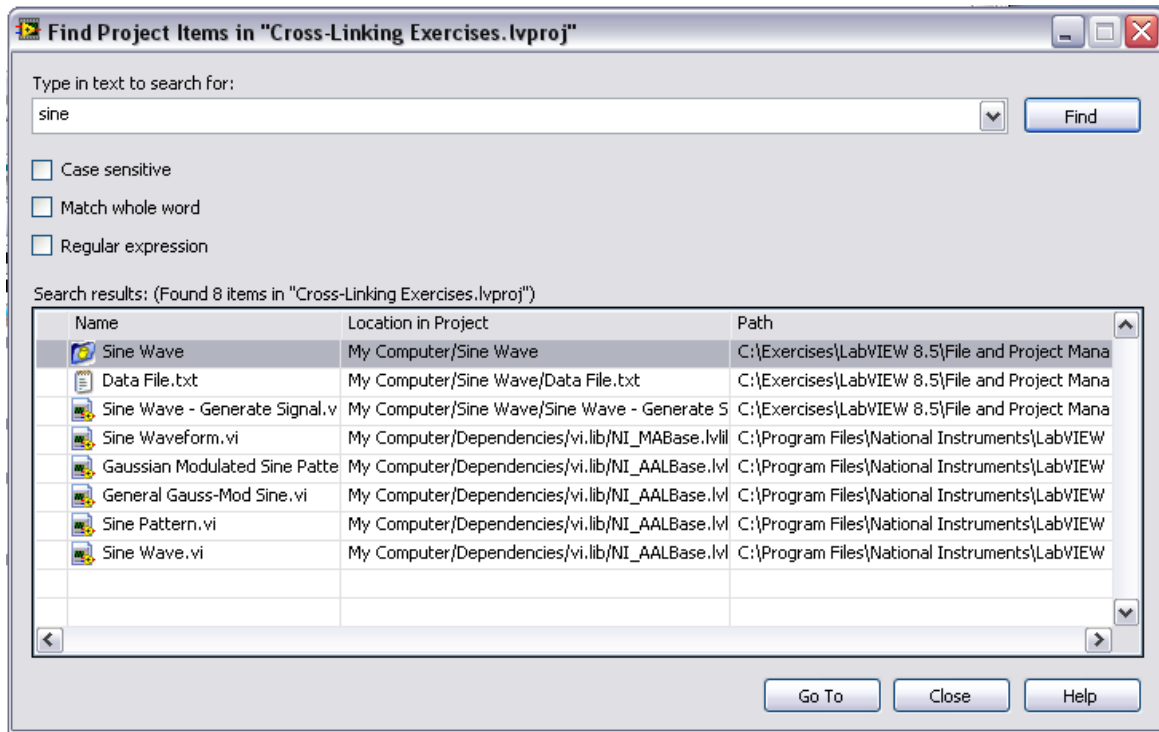 Find Project Items in "Cross-Linking Exercises.lvproj"
Type in text to search for:
sine
Find
Case sensitive
Match whole word
Regular expression
Search results: (Found 8 items in "Cross-Linking Exercises.lvproj")
Name Location in Project Path
Sine Wave My Computer/Sine Wave C:\Exercises\LabVIEW 8.5\File and Project Mana
Data File.txt My Computer/Sine Wave/Data File.txt C:\Exercises\LabVIEW 8.5\File and Project Mana
Sine Wave - Generate Signal.v My Computer/Sine Wave/Sine Wave - Generate S C:\Exercises\LabVIEW 8.5\File and Project Mana
Sine Waveform.vi My Computer/Dependencies/vi.lib/NI_MABase.lvlil C:\Program Files\National Instruments\LabVIEW
Gaussian Modulated Sine Patte My Computer/Dependencies/vi.lib/NI_AALBase.lvl C:\Program Files\National Instruments\LabVIEW
General Gauss-Mod Sine.vi My Computer/Dependencies/vi.lib/NI_AALBase.lvl C:\Program Files\National Instruments\LabVIEW
Sine Pattern.vi My Computer/Dependencies/vi.lib/NI_AALBase.lvl C:\Program Files\National Instruments\LabVIEW
Sine Wave.vi My Computer/Dependencies/vi.lib/NI_AALBase.lvl C:\Program Files\National Instruments\LabVIEW
Go To Close Help